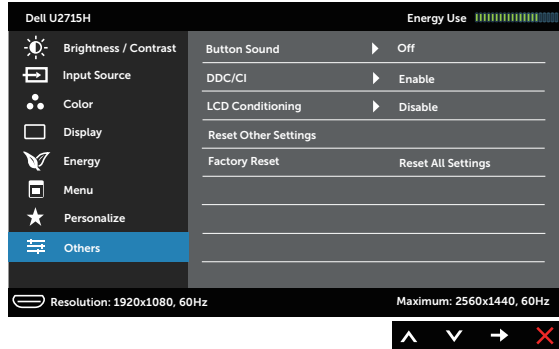 Dell U2715H Energy Use
Brightness / Contrast Button Sound Off
Input Source DDC/CI Enable
Color LCD Conditioning Disable
Display Reset Other Settings
Energy Factory Reset Reset All Settings
Menu
Personalize
Others
Resolution: 1920x1080, 60Hz Maximum: 2560x1440, 60Hz